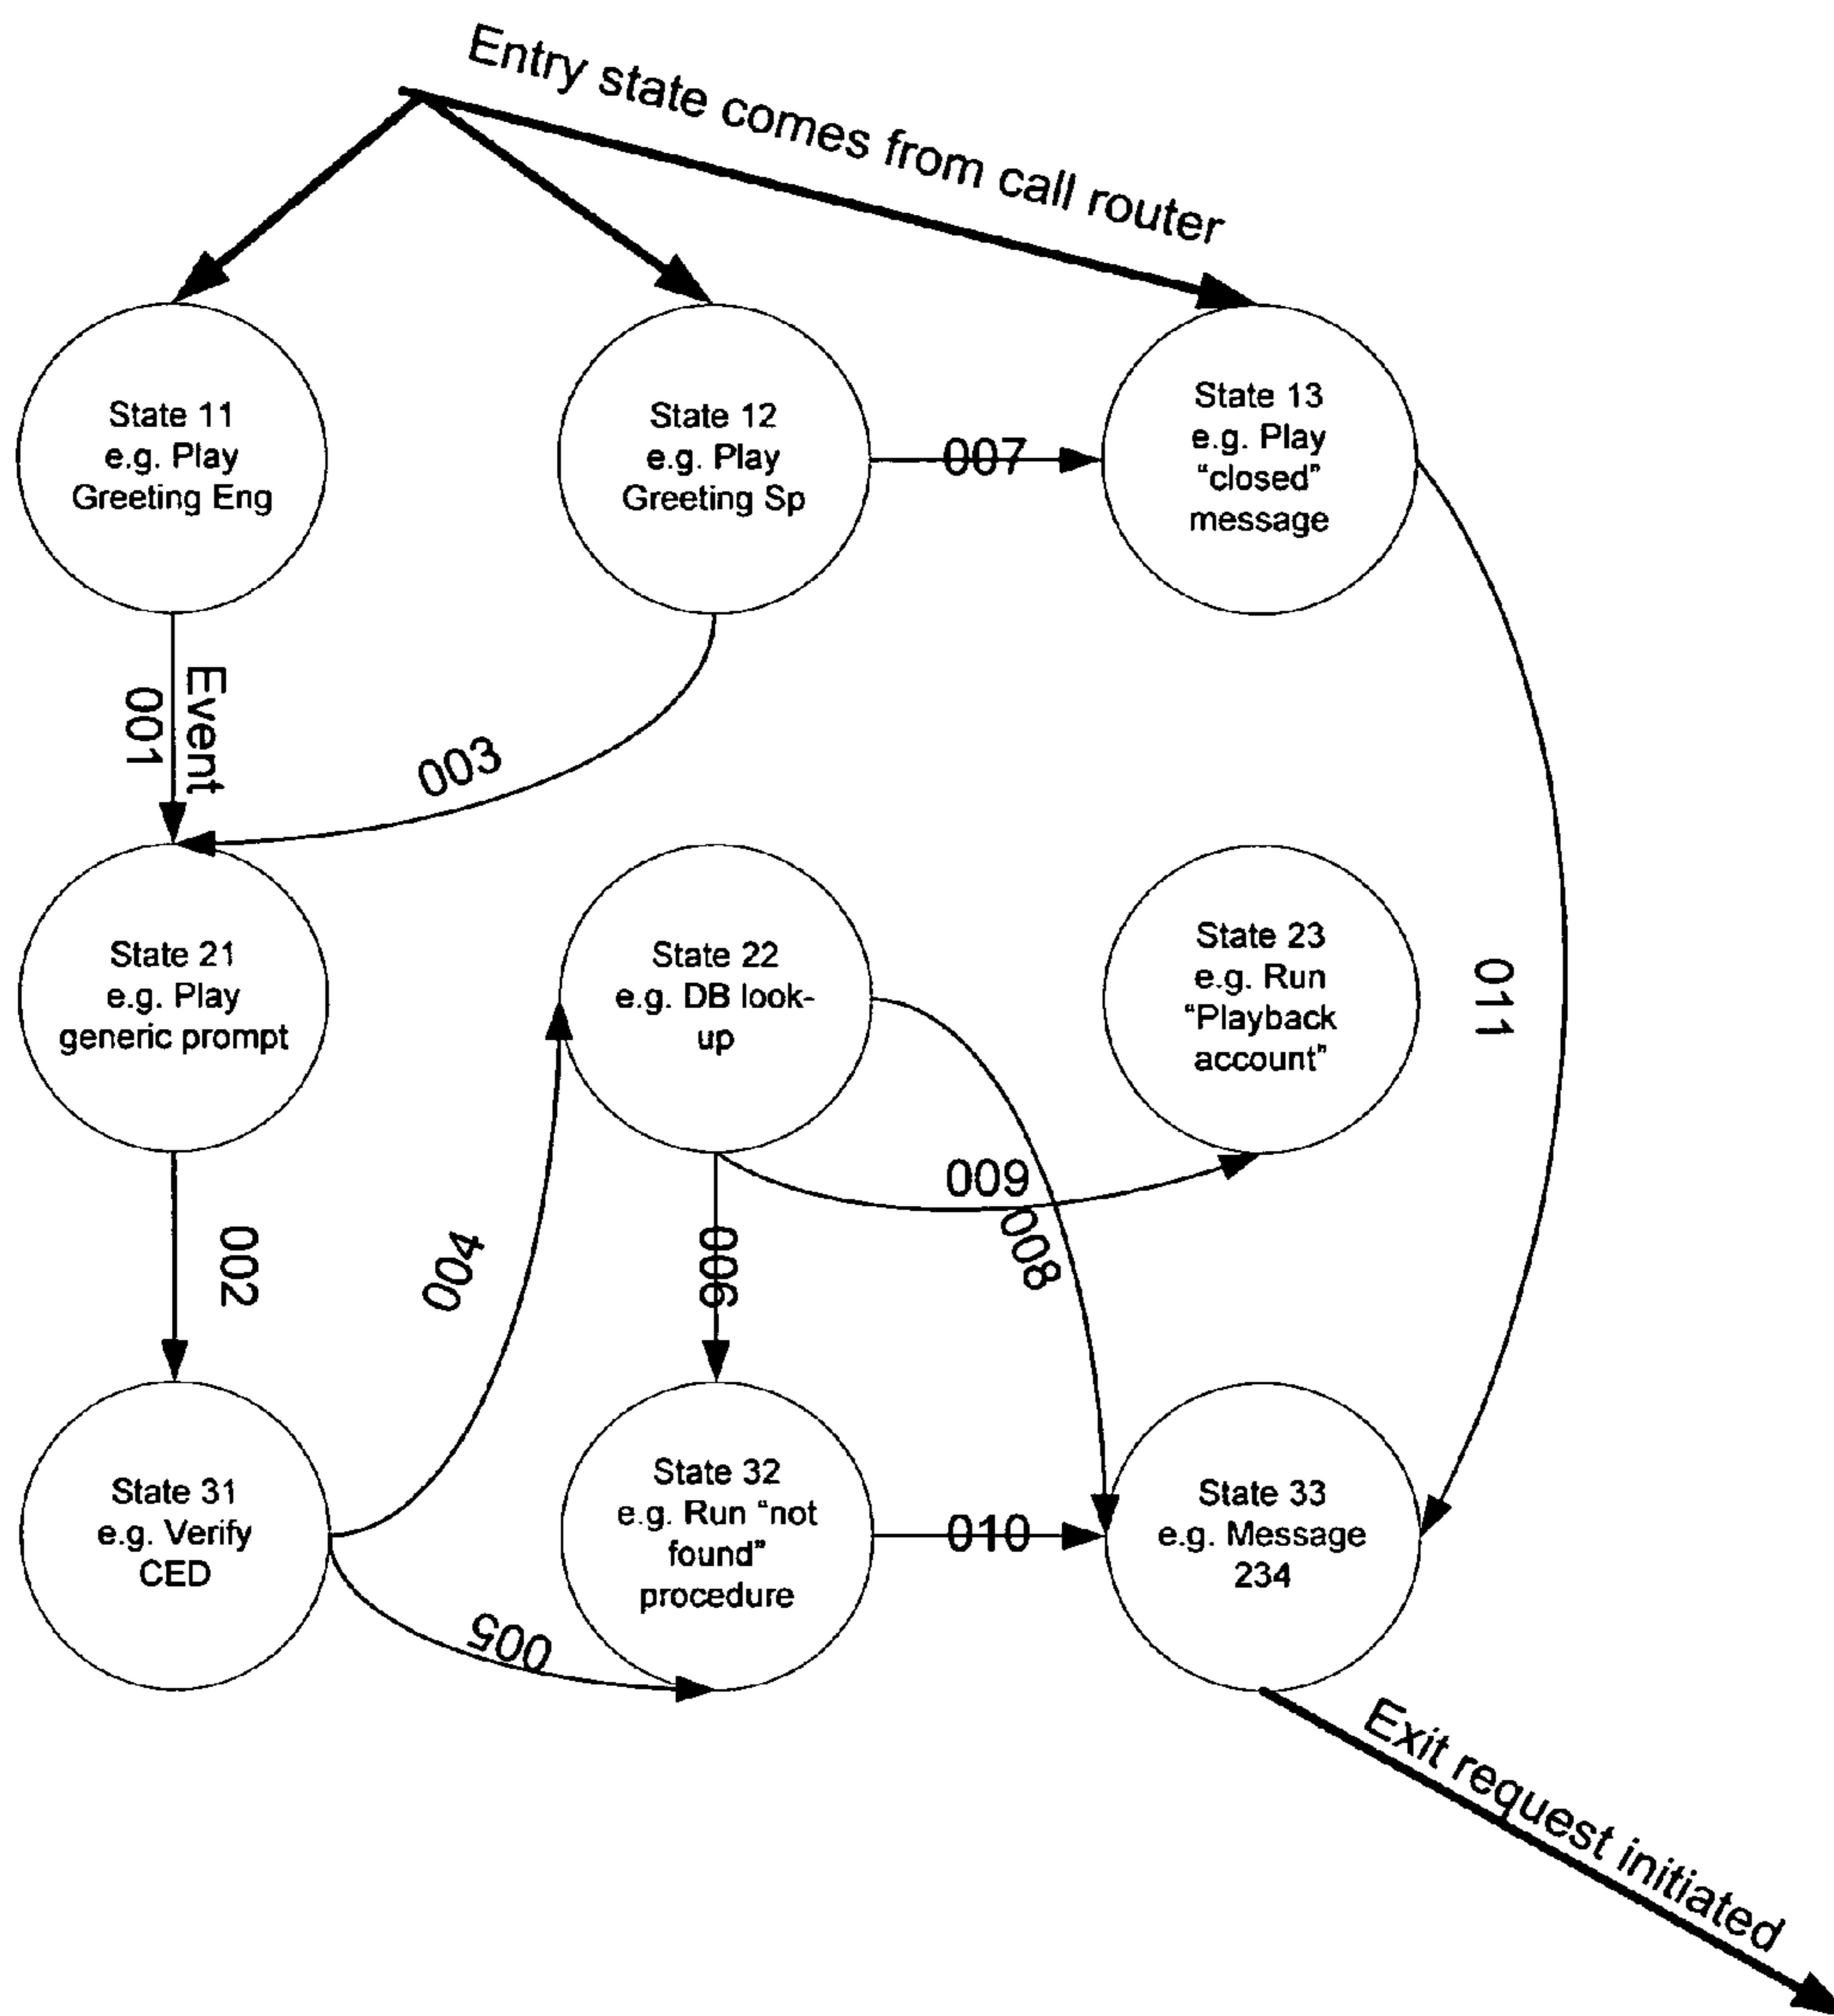 Entry state comes from call router
State 11
e.g. Play
Greeting Eng
State 12
e.g. Play
Greeting Sp
007
State 13
e.g. Play
“closed”
message
Event
001
003
State 21
e.g. Play
generic prompt
State 22
e.g. DB look-
up
State 23
e.g. Run
“Playback
account”
011
002
004
006
009
008
State 31
e.g. Verify
CED
005
State 32
e.g. Run “not
found”
procedure
010
State 33
e.g. Message
234
Exit request initiated